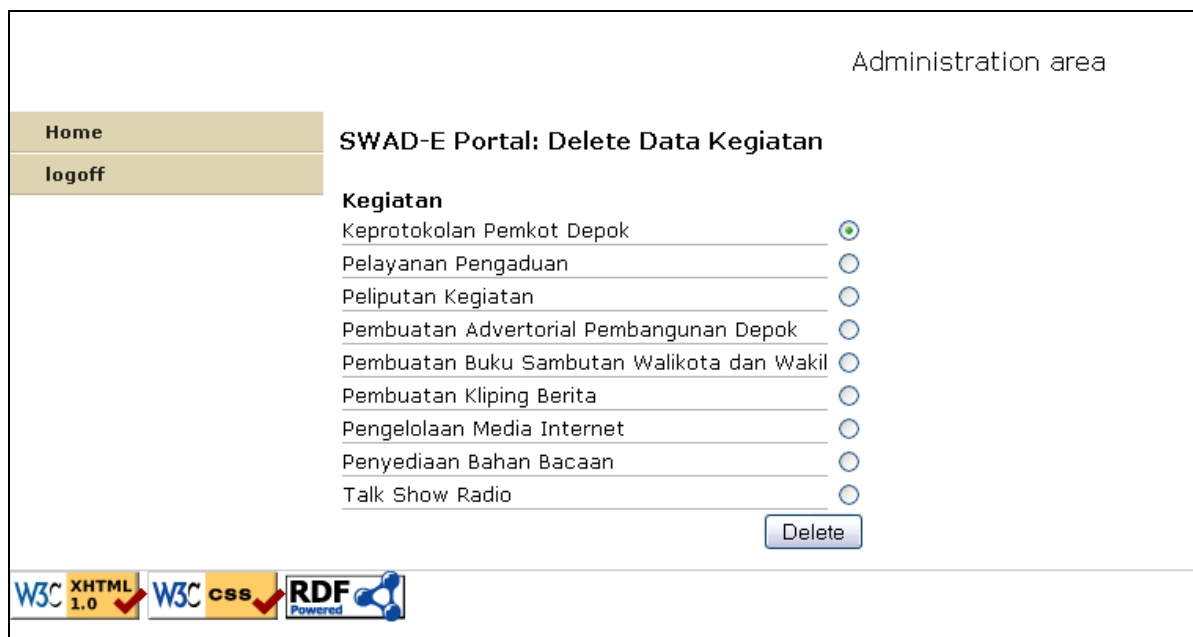 Administration area
Home
logoff
SWAD-E Portal: Delete Data Kegiatan
Kegiatan
Keprotokolan Pemkot Depok
Pelayanan Pengaduan
Peliputan Kegiatan
Pembuatan Advertorial Pembangunan Depok
Pembuatan Buku Sambutan Walikota dan Wakil
Pembuatan Kliping Berita
Pengelolaan Media Internet
Penyediaan Bahan Bacaan
Talk Show Radio
Delete
W3C XHTML 1.0
W3C css
RDF Powered